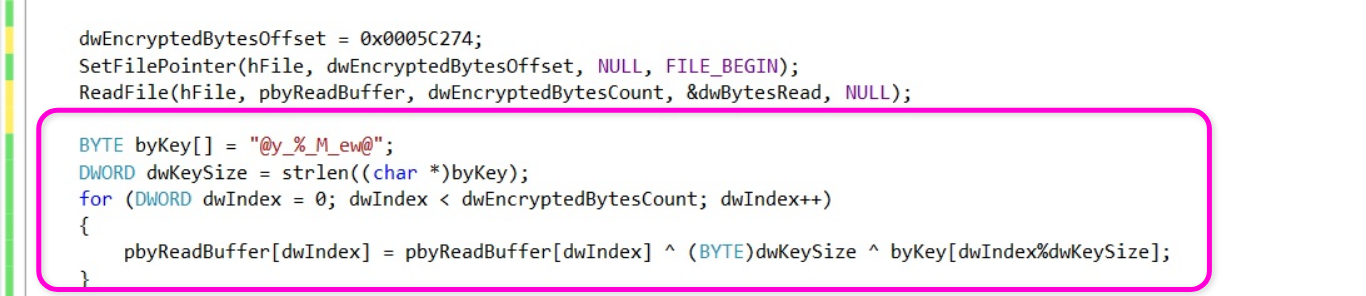 dwEncryptedBytesOffset = 0x0005C274;
SetFilePointer(hFile, dwEncryptedBytesOffset, NULL, FILE_BEGIN);
ReadFile(hFile, pbyReadBuffer, dwEncryptedBytesCount, &dwBytesRead, NULL);
BYTE byKey[] = "@y_%_M_ew@";
DWORD dwKeySize = strlen((char *)byKey);
for (DWORD dwIndex = 0; dwIndex < dwEncryptedBytesCount; dwIndex++)
{
    pbyReadBuffer[dwIndex] = pbyReadBuffer[dwIndex] ^ (BYTE)dwKeySize ^ byKey[dwIndex%dwKeySize];
}